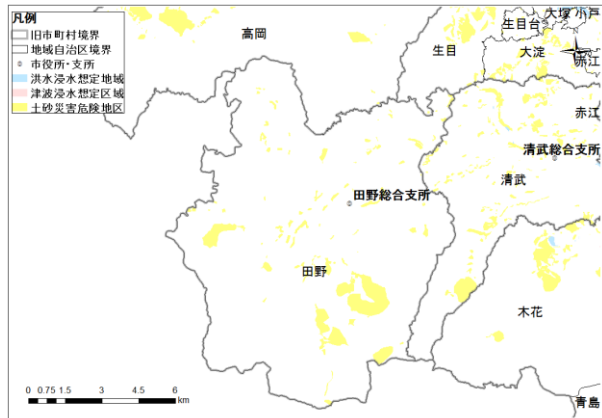 凡例
旧市町村境界
地域自治区境界
市役所・支所
洪水浸水想定地域
津波浸水想定区域
土砂災害危険地区
高岡
生目
生目台
大塚
小戸
大淀
赤江
赤江
清武総合支所
清武
田野総合支所
田野
木花
青島
0 0.75 1.5 3 4.5 6
km